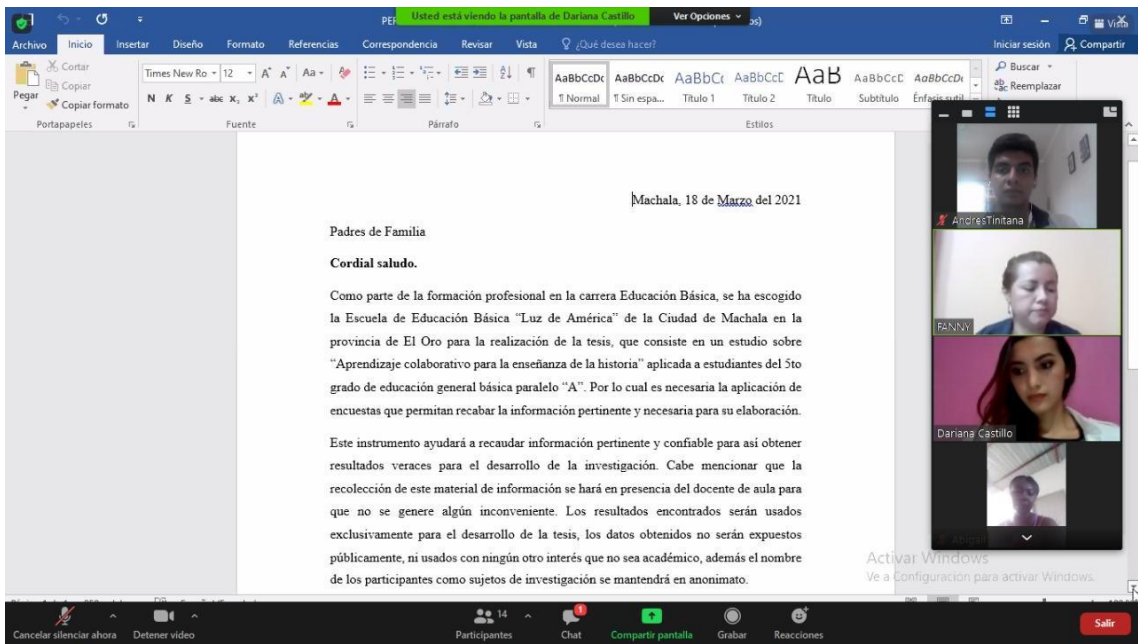 PER
Usted está viendo la pantalla de Dariana Castillo
Ver Opciones
os)
Vista
Archivo Inicio Insertar Diseño Formato Referencias Correspondencia Revisar Vista ¿Qué desea hacer?
Iniciar sesión Compartir
Pegar
Cortar
Copiar
Copiar formato
Portapapeles
Times New Ro 12
N K S abc x₂ x²
Fuente
Párrafo
AaBbCcDc AaBbCcDc AaBbCc AaBbCcC AaB AaBbCcC AaBbCcDc
¶ Normal ¶ Sin espa... Título 1 Título 2 Título Subtítulo Énfasis sutil
Estilos
Buscar
Reemplazar
Machala, 18 de Marzo del 2021
Padres de Familia
Cordial saludo.
Como parte de la formación profesional en la carrera Educación Básica, se ha escogido
la Escuela de Educación Básica “Luz de América” de la Ciudad de Machala en la
provincia de El Oro para la realización de la tesis, que consiste en un estudio sobre
“Aprendizaje colaborativo para la enseñanza de la historia” aplicada a estudiantes del 5to
grado de educación general básica paralelo “A”. Por lo cual es necesaria la aplicación de
encuestas que permitan recabar la información pertinente y necesaria para su elaboración.
Este instrumento ayudará a recaudar información pertinente y confiable para así obtener
resultados veraces para el desarrollo de la investigación. Cabe mencionar que la
recolección de este material de información se hará en presencia del docente de aula para
que no se genere algún inconveniente. Los resultados encontrados serán usados
exclusivamente para el desarrollo de la tesis, los datos obtenidos no serán expuestos
públicamente, ni usados con ningún otro interés que no sea académico, además el nombre
de los participantes como sujetos de investigación se mantendrá en anonimato.
AndresTinitana
FANNY
Dariana Castillo
Activar Windows
Ve a Configuración para activar Windows.
Cancelar silenciar ahora
Detener video
14
Participantes
1
Chat
Compartir pantalla
Grabar
Reacciones
Salir